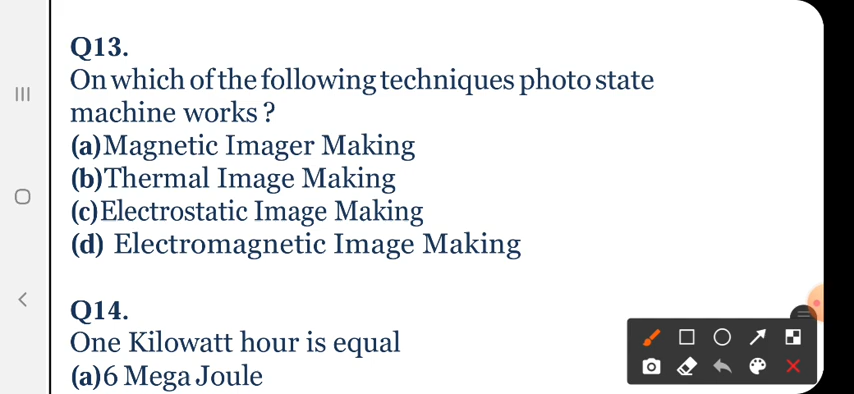 Q13.
On which of the following techniques photo state
machine works ?
(a)Magnetic Imager Making
(b)Thermal Image Making
(c)Electrostatic Image Making
(d) Electromagnetic Image Making
Q14.
One Kilowatt hour is equal
(a)6 Mega Joule